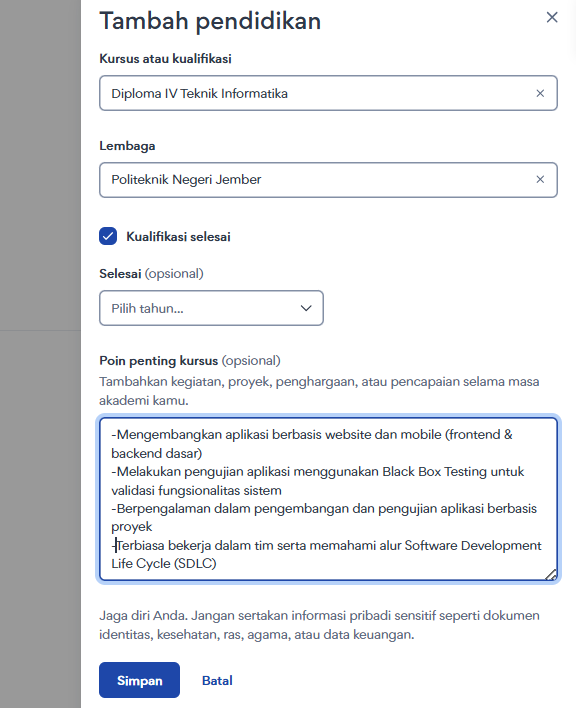 Tambah pendidikan
Kursus atau kualifikasi
Diploma IV Teknik Informatika
Lembaga
Politeknik Negeri Jember
Kualifikasi selesai
Selesai (opsional)
Pilih tahun...
Poin penting kursus (opsional)
Tambahkan kegiatan, proyek, penghargaan, atau pencapaian selama masa
akademi kamu.
-Mengembangkan aplikasi berbasis website dan mobile (frontend &
backend dasar)
-Melakukan pengujian aplikasi menggunakan Black Box Testing untuk
validasi fungsionalitas sistem
-Berpengalaman dalam pengembangan dan pengujian aplikasi berbasis
proyek
-Terbiasa bekerja dalam tim serta memahami alur Software Development
Life Cycle (SDLC)
Jaga diri Anda. Jangan sertakan informasi pribadi sensitif seperti dokumen
identitas, kesehatan, ras, agama, atau data keuangan.
Simpan
Batal